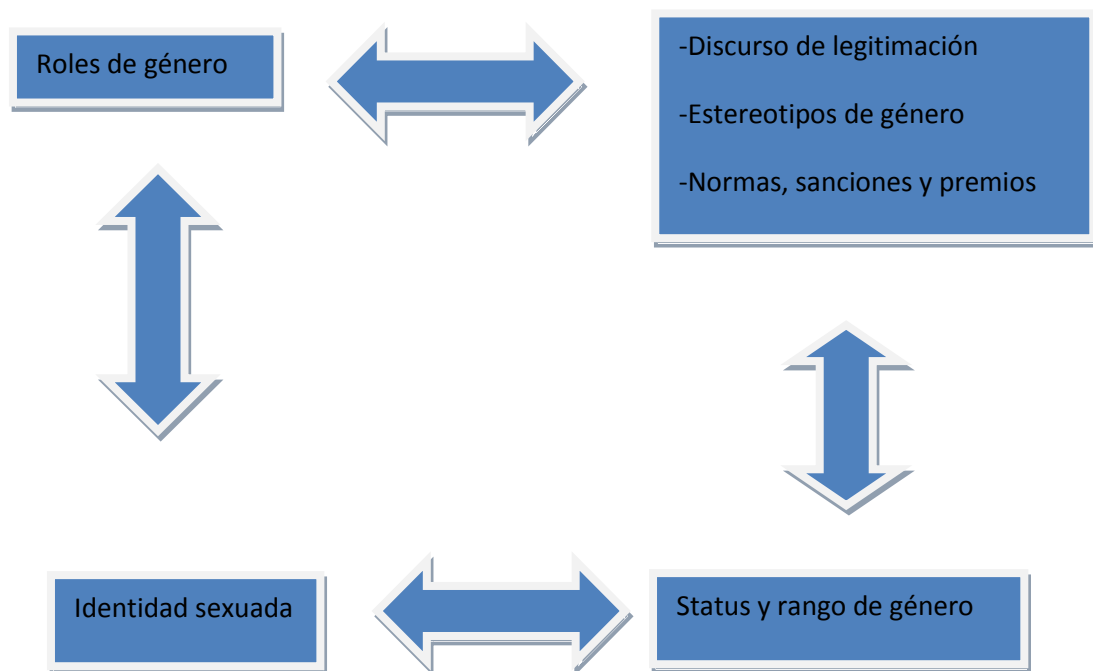 Roles de género
-Discurso de legitimación
-Estereotipos de género
-Normas, sanciones y premios
Identidad sexuada
Status y rango de género